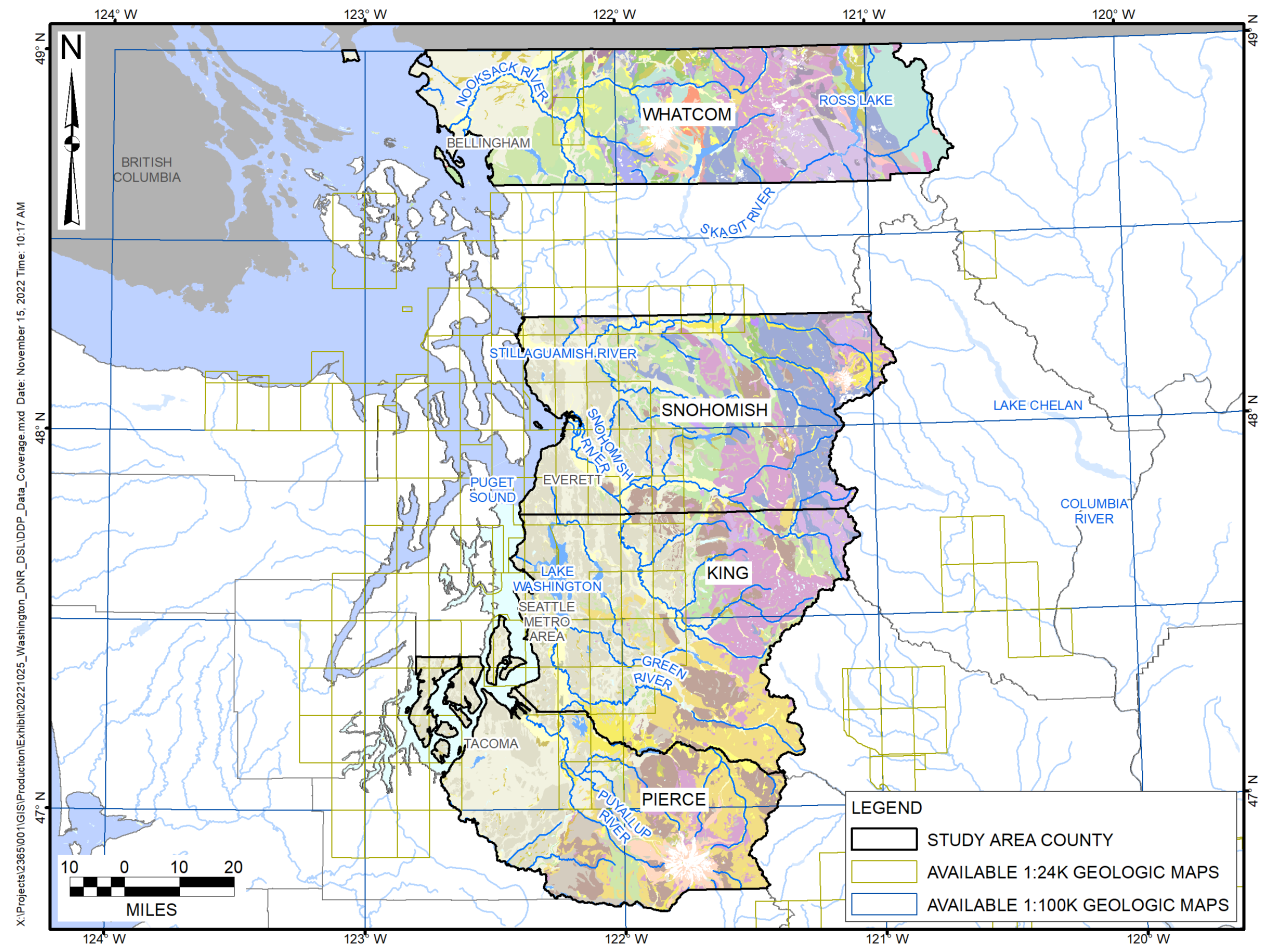 124° W 123° W 122° W 121° W 120° W
49° N
49° N
N
NOOKSACK RIVER
WHATCOM
ROSS LAKE
BELLINGHAM
BRITISH
COLUMBIA
SKAGIT RIVER
STILLAGUAMISH RIVER
SNOHOMISH
LAKE CHELAN
48° N
48° N
SNOHOMISH
RIVER
EVERETT
PUGET
SOUND
COLUMBIA
RIVER
KING
LAKE
WASHINGTON
SEATTLE
METRO
AREA
GREEN
RIVER
TACOMA
47° N
47° N
PIERCE
PUYALLUP
RIVER
LEGEND
STUDY AREA COUNTY
AVAILABLE 1:24K GEOLOGIC MAPS
AVAILABLE 1:100K GEOLOGIC MAPS
10 0 10 20
MILES
124° W 123° W 122° W 121° W 120° W
X:\Projects\2365\001\GIS\Production\Exhibit\20221025_Washington_DNR_DSL\DDP_Data_Coverage.mxd Date: November 15, 2022 Time: 10:17 AM